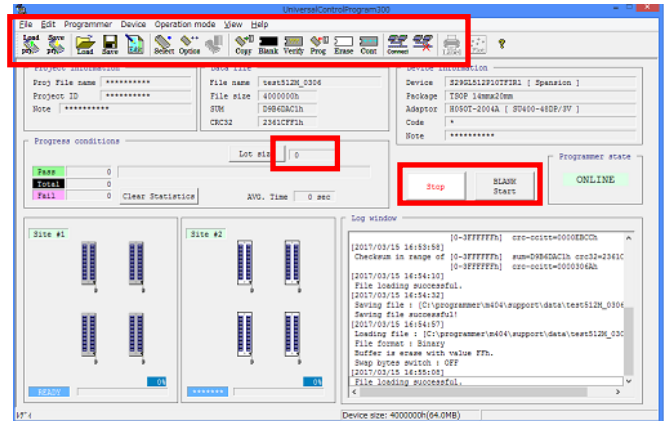 UniversalControlProgram300
File Edit Programmer Device Operation mode View Help
Load prj. Save prj. Load Save Select Option Copy Blank Verify Prog Erase Cont Connect
Project information
Proj File name **********
Project ID **********
Note **********
Data file
File name test512M_0306
File size 4000000h
SUM D9B6DAC1h
CRC32 2361CFF1h
Device information
Device S29GL512P10TFIR1 [ Spansion ]
Package TSOP 14mmx20mm
Adaptor H050T-2004A [ SU400-48DP/3V ]
Code *
Note **********
Progress conditions
Lot size 0
Pass 0
Total 0
Fail 0
Clear Statistics
AVG. Time 0 sec
Stop
BLANK Start
Programmer state
ONLINE
Site #1
0%
READY
Site #2
0%
*******
Log window
[0-3FFFFFFh] crc-ccitt=0000EBCCh
[2017/03/15 16:53:58]
Checksum in range of [0-3FFFFFFh] sum=D9B6DAC1h crc32=2361C
[0-3FFFFFFh] crc-ccitt=0000306Ah
[2017/03/15 16:54:10]
File loading successful.
[2017/03/15 16:54:32]
Saving file : [C:\programmer\m404\support\data\test512M_0306
Saving file successful!
[2017/03/15 16:54:57]
Loading file : [C:\programmer\m404\support\data\test512M_030
File format : Binary
Buffer is erase with value FFh.
Swap bytes switch : OFF
[2017/03/15 16:55:08]
File loading successful.
ﾚﾃﾞｨ
Device size: 4000000h(64.0MB)